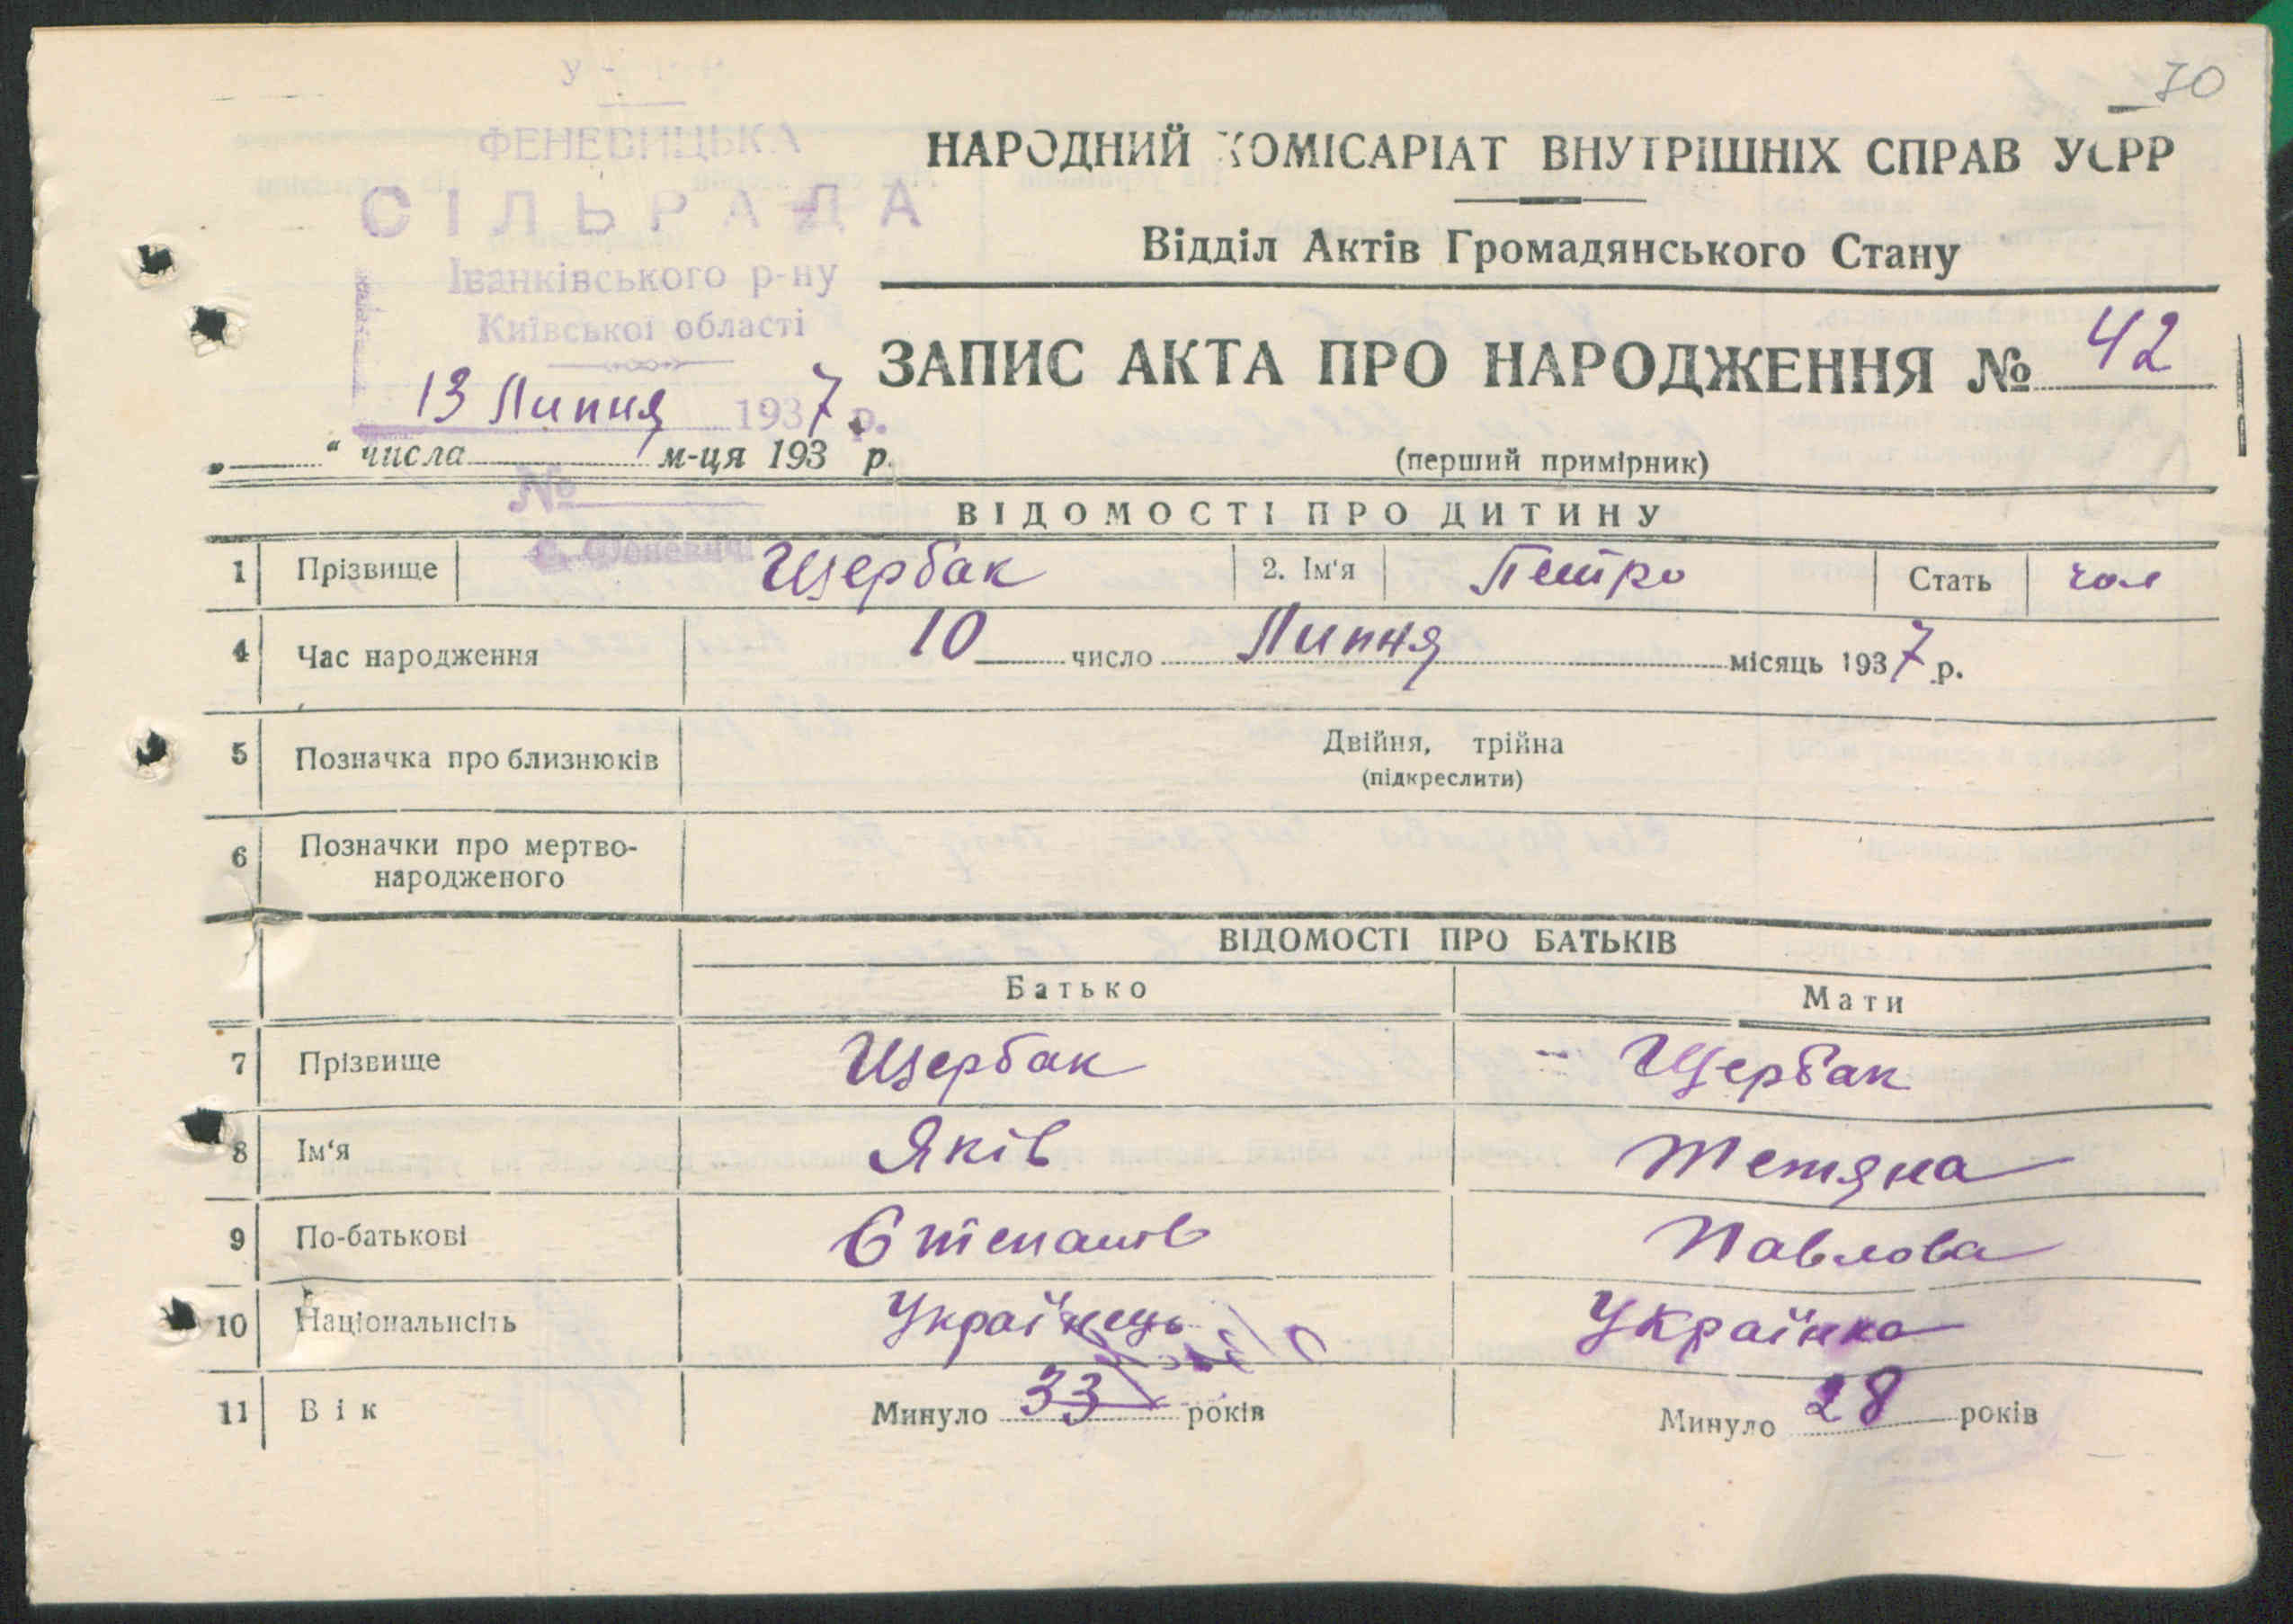 70
ФЕНЕВИЦЬКА
СІЛЬРАДА
Іванківського р-ну
Київської області
13 Липня 1937 р.
НАРОДНИЙ КОМІСАРІАТ ВНУТРІШНІХ СПРАВ УСРР
Відділ Актів Громадянського Стану
ЗАПИС АКТА ПРО НАРОДЖЕННЯ № 42
„ “ числа м-ця 193 р.
(перший примірник)
№
ВІДОМОСТІ ПРО ДИТИНУ
1 Прізвище Щербак 2. Ім'я Петро Стать чол
4 Час народження 10 число Липня місяць 1937 р.
5 Позначка про близнюків Двійня, трійна
(підкреслити)
6 Позначки про мертво-
народженого
ВІДОМОСТІ ПРО БАТЬКІВ
Батько Мати
7 Прізвище Щербак Щербак
8 Ім'я Яків Тетяна
9 По-батькові Степанов Павлова
10 Національнсіть Українець Українка
11 Вік Минуло 33 років Минуло 28 років